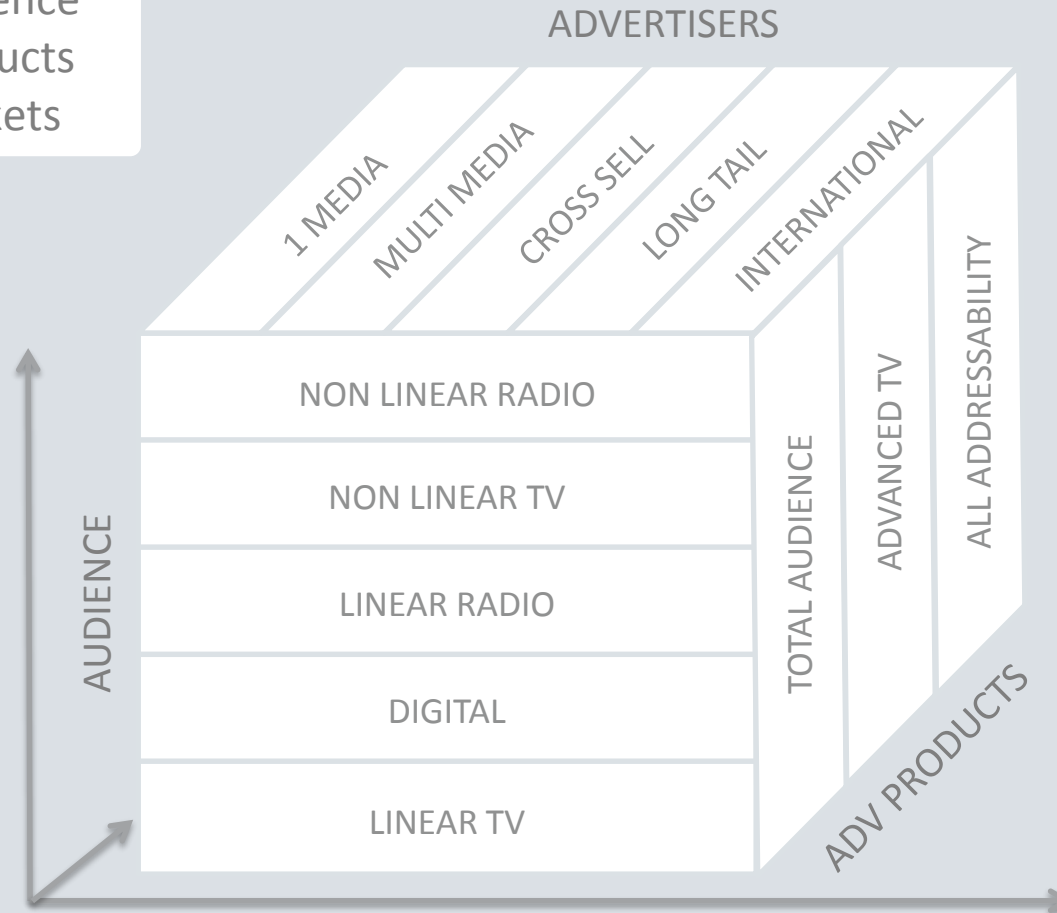 ADVERTISERS
1 MEDIA
MULTI MEDIA
CROSS SELL
LONG TAIL
INTERNATIONAL
NON LINEAR RADIO
NON LINEAR TV
LINEAR RADIO
DIGITAL
LINEAR TV
TOTAL AUDIENCE
ADVANCED TV
ALL ADDRESSABILITY
AUDIENCE
ADV PRODUCTS